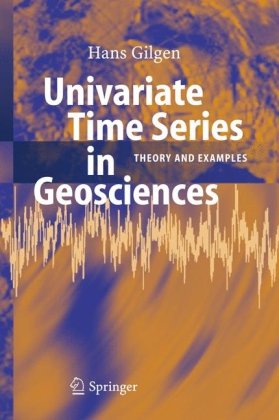 Hans Gilgen
Univariate
Time Series
in THEORY AND EXAMPLES
Geosciences
Springer